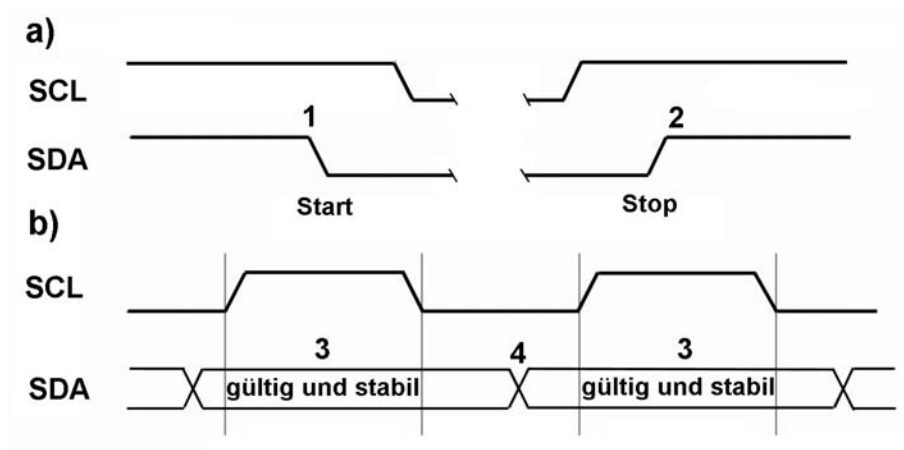 a)
SCL
1 2
SDA
Start Stop
b)
SCL
3 4 3
SDA gültig und stabil gültig und stabil